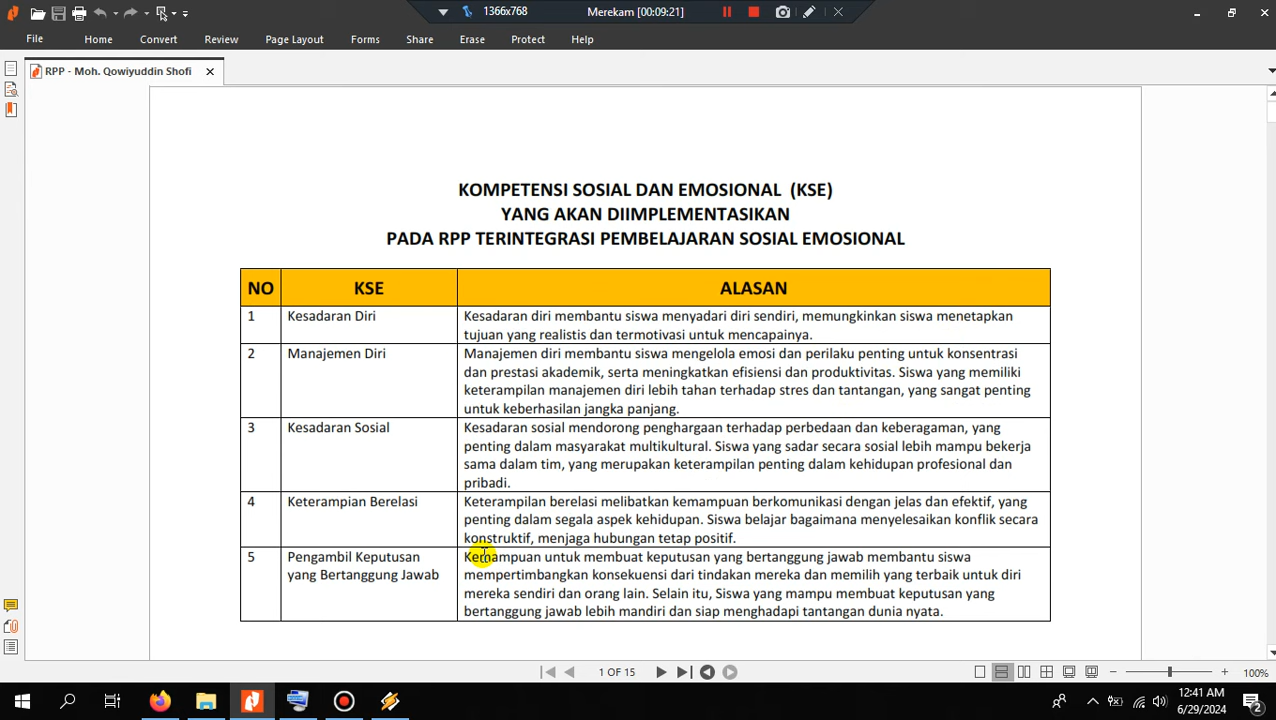 1366x768
Merekam [00:09:21]
File Home Convert Review Page Layout Forms Share Erase Protect Help
RPP - Moh. Qowiyuddin Shofi
KOMPETENSI SOSIAL DAN EMOSIONAL (KSE)
YANG AKAN DIIMPLEMENTASIKAN
PADA RPP TERINTEGRASI PEMBELAJARAN SOSIAL EMOSIONAL
NO KSE ALASAN
1 Kesadaran Diri Kesadaran diri membantu siswa menyadari diri sendiri, memungkinkan siswa menetapkan
tujuan yang realistis dan termotivasi untuk mencapainya.
2 Manajemen Diri Manajemen diri membantu siswa mengelola emosi dan perilaku penting untuk konsentrasi
dan prestasi akademik, serta meningkatkan efisiensi dan produktivitas. Siswa yang memiliki
keterampilan manajemen diri lebih tahan terhadap stres dan tantangan, yang sangat penting
untuk keberhasilan jangka panjang.
3 Kesadaran Sosial Kesadaran sosial mendorong penghargaan terhadap perbedaan dan keberagaman, yang
penting dalam masyarakat multikultural. Siswa yang sadar secara sosial lebih mampu bekerja
sama dalam tim, yang merupakan keterampilan penting dalam kehidupan profesional dan
pribadi.
4 Keterampian Berelasi Keterampilan berelasi melibatkan kemampuan berkomunikasi dengan jelas dan efektif, yang
penting dalam segala aspek kehidupan. Siswa belajar bagaimana menyelesaikan konflik secara
konstruktif, menjaga hubungan tetap positif.
5 Pengambil Keputusan Kemampuan untuk membuat keputusan yang bertanggung jawab membantu siswa
yang Bertanggung Jawab mempertimbangkan konsekuensi dari tindakan mereka dan memilih yang terbaik untuk diri
mereka sendiri dan orang lain. Selain itu, Siswa yang mampu membuat keputusan yang
bertanggung jawab lebih mandiri dan siap menghadapi tantangan dunia nyata.
1 OF 15
100%
12:41 AM
6/29/2024
2